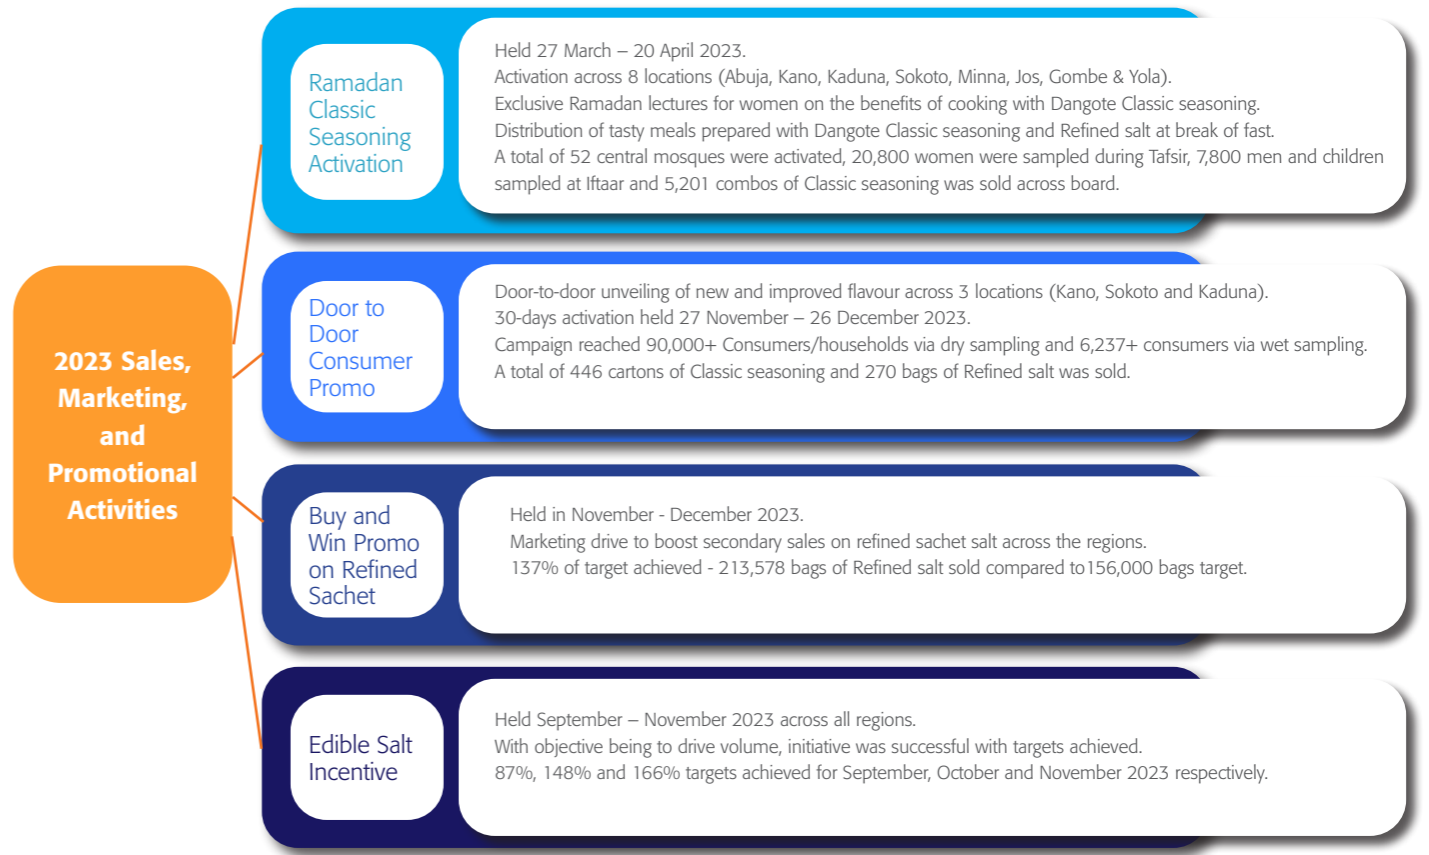 2023 Sales,
Marketing,
and
Promotional
Activities
Ramadan
Classic
Seasoning
Activation
Held 27 March – 20 April 2023.
Activation across 8 locations (Abuja, Kano, Kaduna, Sokoto, Minna, Jos, Gombe & Yola).
Exclusive Ramadan lectures for women on the benefits of cooking with Dangote Classic seasoning.
Distribution of tasty meals prepared with Dangote Classic seasoning and Refined salt at break of fast.
A total of 52 central mosques were activated, 20,800 women were sampled during Tafsir, 7,800 men and children
sampled at Iftaar and 5,201 combos of Classic seasoning was sold across board.
Door to
Door
Consumer
Promo
Door-to-door unveiling of new and improved flavour across 3 locations (Kano, Sokoto and Kaduna).
30-days activation held 27 November – 26 December 2023.
Campaign reached 90,000+ Consumers/households via dry sampling and 6,237+ consumers via wet sampling.
A total of 446 cartons of Classic seasoning and 270 bags of Refined salt was sold.
Buy and
Win Promo
on Refined
Sachet
Held in November - December 2023.
Marketing drive to boost secondary sales on refined sachet salt across the regions.
137% of target achieved - 213,578 bags of Refined salt sold compared to156,000 bags target.
Edible Salt
Incentive
Held September – November 2023 across all regions.
With objective being to drive volume, initiative was successful with targets achieved.
87%, 148% and 166% targets achieved for September, October and November 2023 respectively.